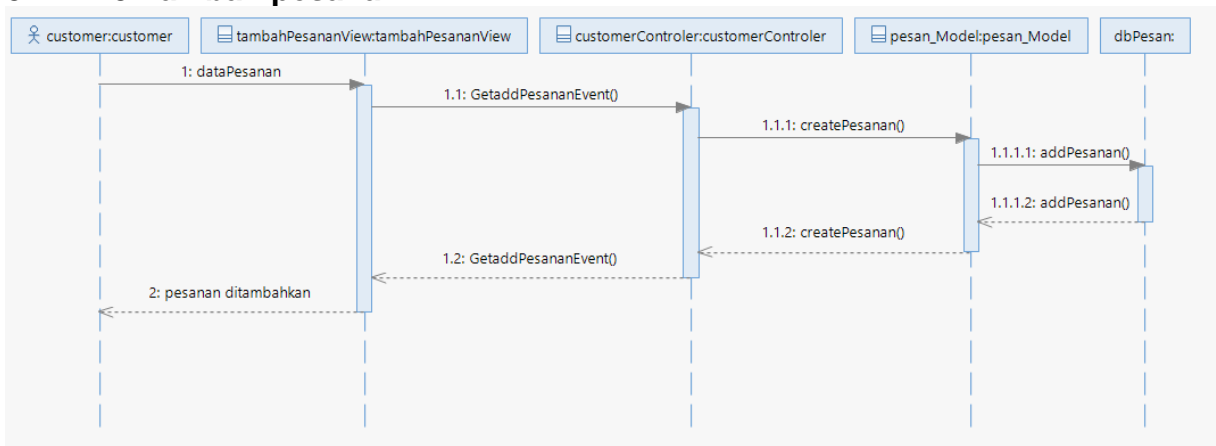 customer:customer
tambahPesananView:tambahPesananView
customerControler:customerControler
pesan_Model:pesan_Model
dbPesan:
1: dataPesanan
1.1: GetaddPesananEvent()
1.1.1: createPesanan()
1.1.1.1: addPesanan()
1.1.1.2: addPesanan()
1.1.2: createPesanan()
1.2: GetaddPesananEvent()
2: pesanan ditambahkan